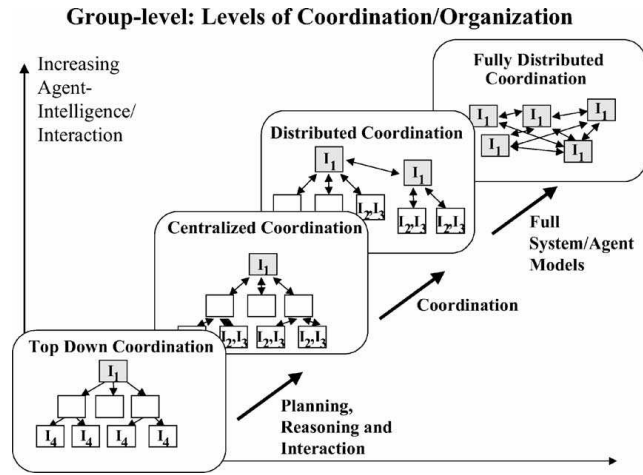 Group-level: Levels of Coordination/Organization
Increasing
Agent-
Intelligence/
Interaction
Fully Distributed
Coordination
I1 I1 I1
I1 I1
Distributed Coordination
I1
I1
I2,I3
I2,I3 I2,I3
Full
System/Agent
Models
Centralized Coordination
I1
I2,I3 I2,I3 I2,I3
Coordination
Top Down Coordination
I1
I4 I4 I4 I4
Planning,
Reasoning and
Interaction